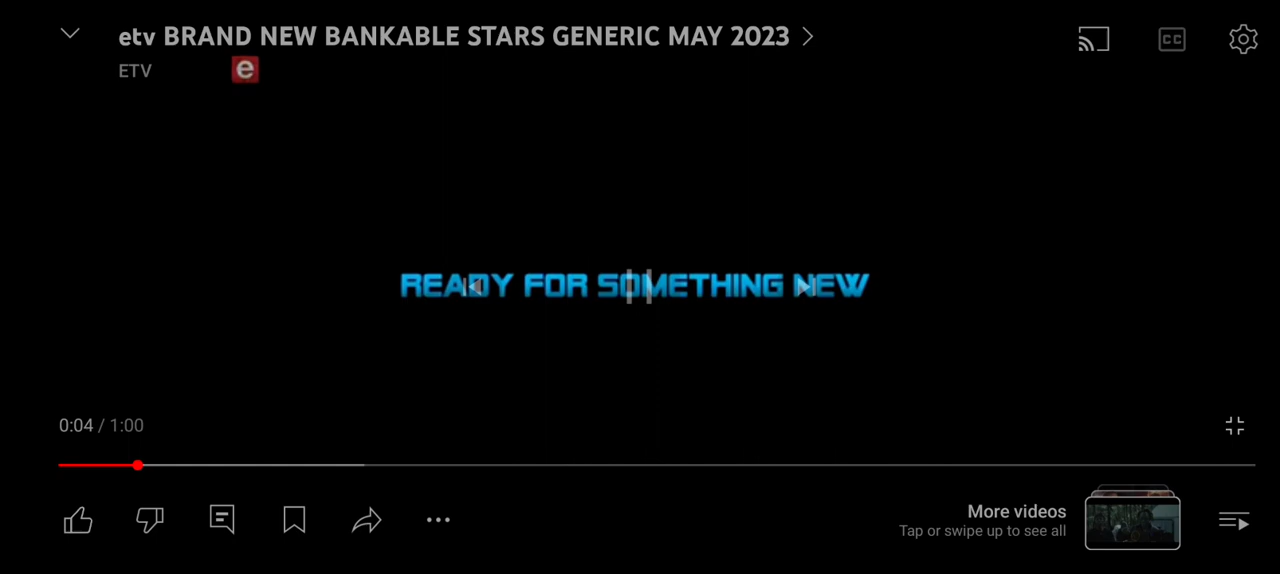 etv BRAND NEW BANKABLE STARS GENERIC MAY 2023
ETV
e
CC
READY FOR SOMETHING NEW
0:04 / 1:00
More videos
Tap or swipe up to see all